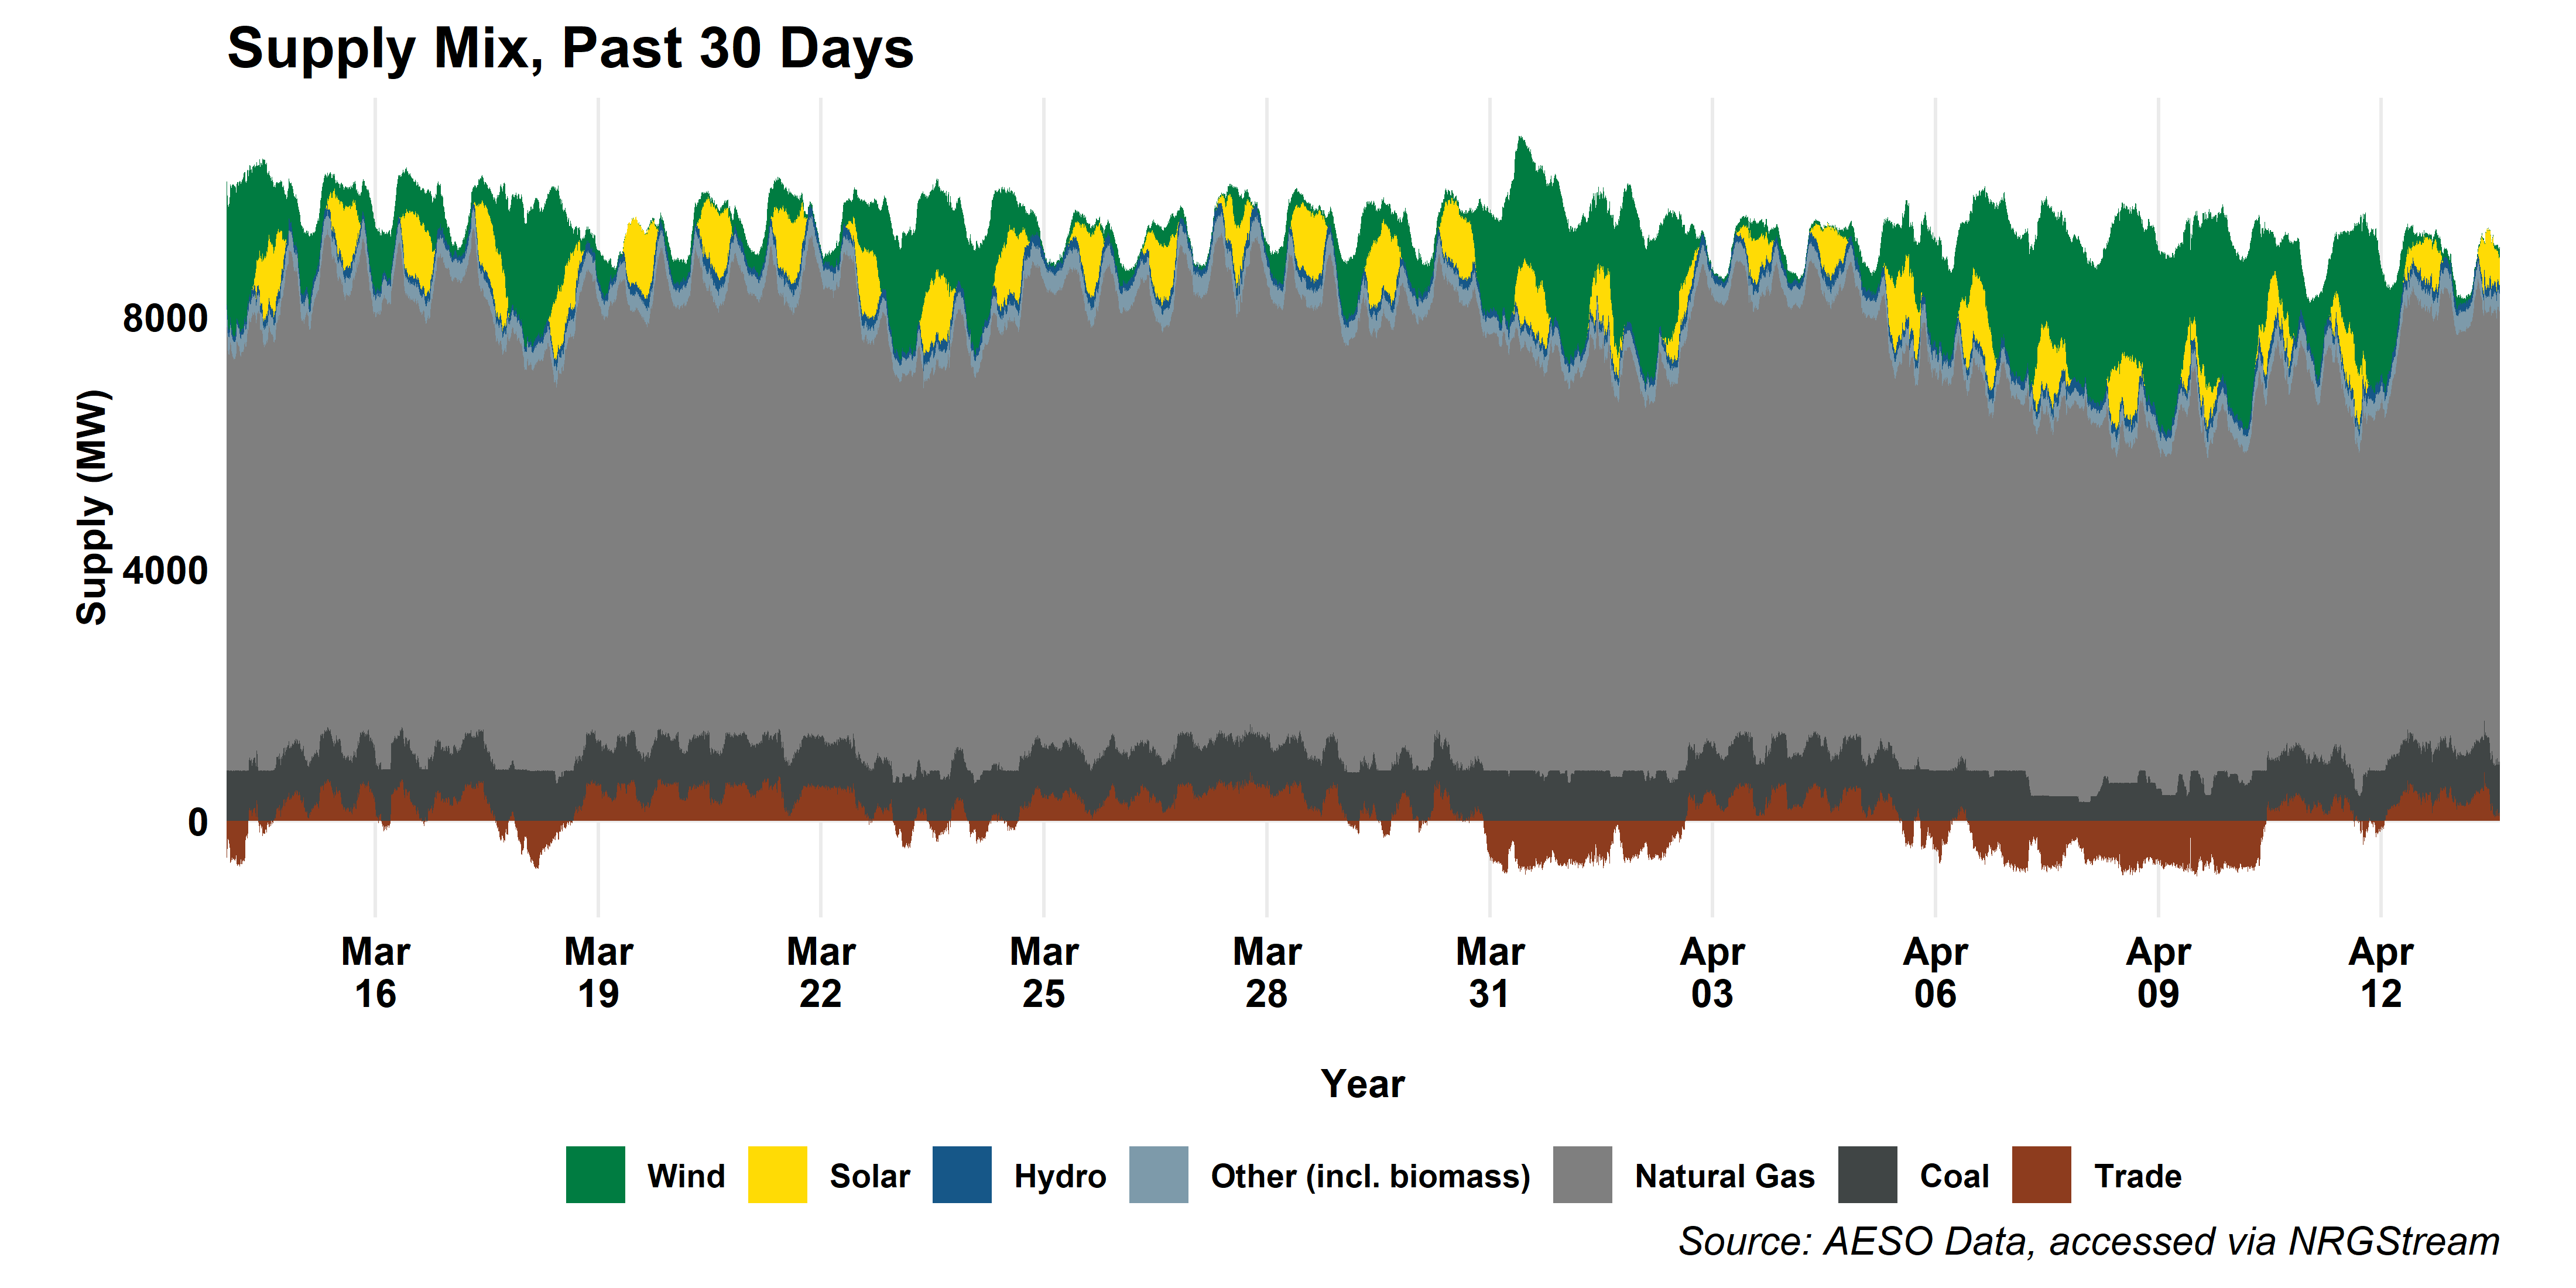 Supply Mix, Past 30 Days
Supply (MW)
8000
4000
0
Mar
16
Mar
19
Mar
22
Mar
25
Mar
28
Mar
31
Apr
03
Apr
06
Apr
09
Apr
12
Year
Wind Solar Hydro Other (incl. biomass) Natural Gas Coal Trade
Source: AESO Data, accessed via NRGStream